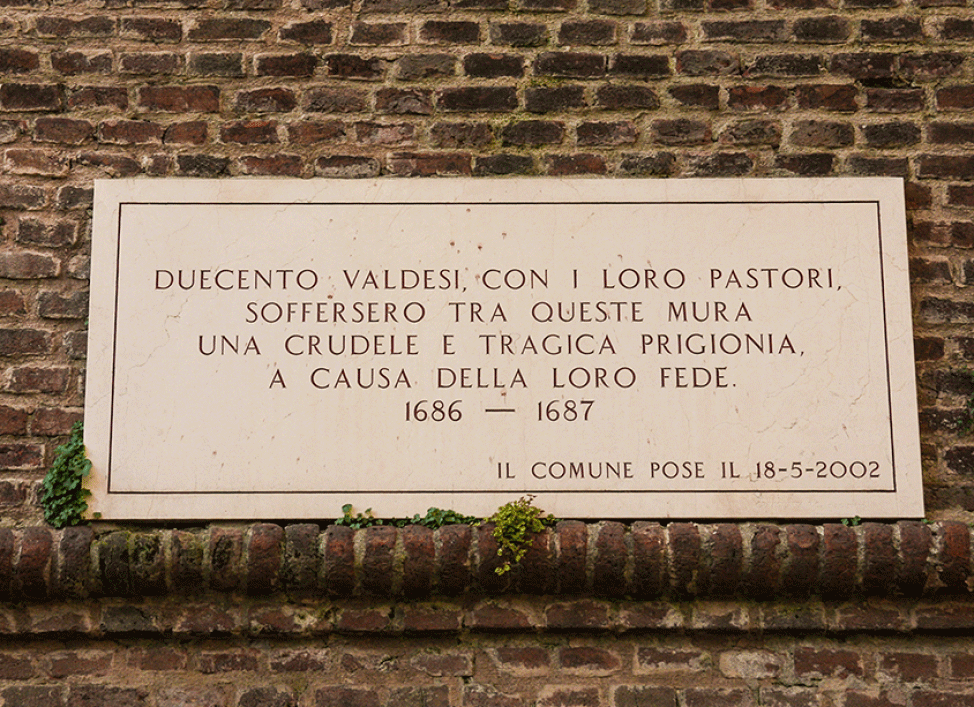 DUECENTO VALDESI, CON I LORO PASTORI,
SOFFERSERO TRA QUESTE MURA
UNA CRUDELE E TRAGICA PRIGIONIA,
A CAUSA DELLA LORO FEDE.
1686 — 1687
IL COMUNE POSE IL 18-5-2002